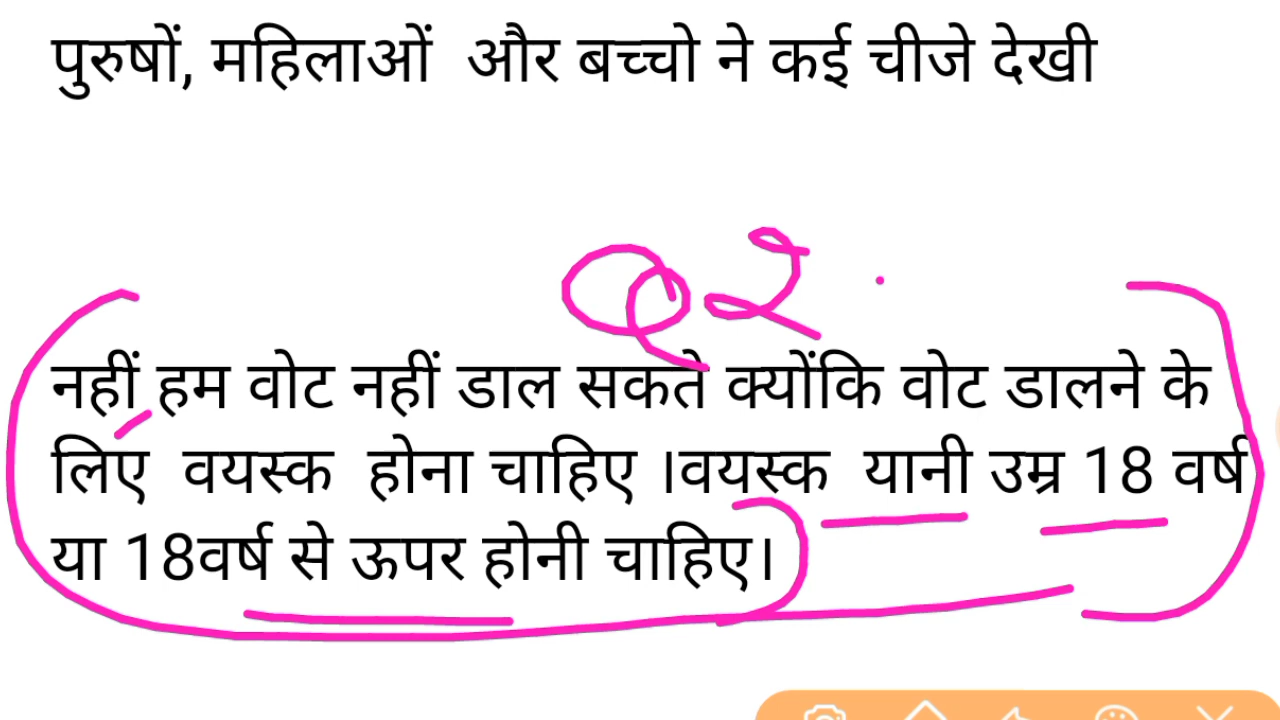 पुरुषों, महिलाओं और बच्चो ने कई चीजे देखी
Q2
नहीं हम वोट नहीं डाल सकते क्योंकि वोट डालने के
लिए वयस्क होना चाहिए ।वयस्क यानी उम्र 18 वर्ष
या 18वर्ष से ऊपर होनी चाहिए।